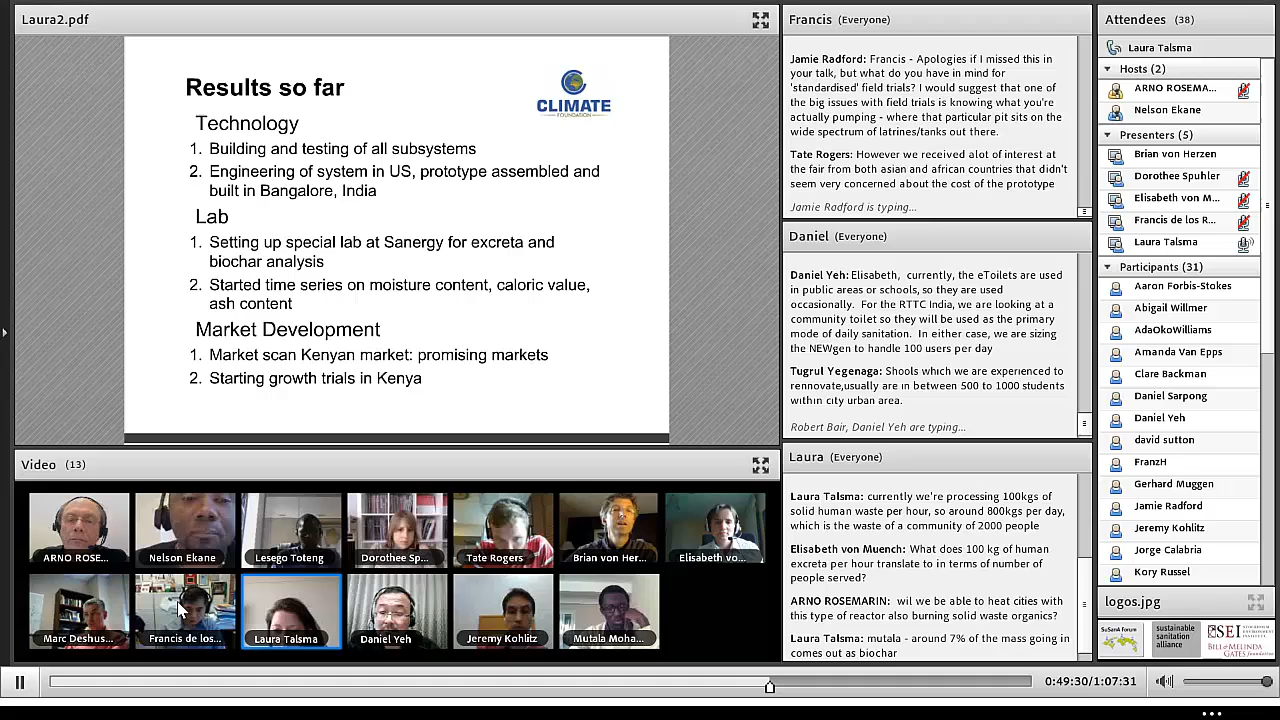 Laura2.pdf
Results so far
CLIMATE
FOUNDATION
Technology
1. Building and testing of all subsystems
2. Engineering of system in US, prototype assembled and
built in Bangalore, India
Lab
1. Setting up special lab at Sanergy for excreta and
biochar analysis
2. Started time series on moisture content, caloric value,
ash content
Market Development
1. Market scan Kenyan market: promising markets
2. Starting growth trials in Kenya
Video (13)
ARNO ROSE...
Nelson Ekane
Lesego Toteng
Dorothee Sp...
Tate Rogers
Brian von Her...
Elisabeth vo...
Marc Deshus...
Francis de los...
Laura Talsma
Daniel Yeh
Jeremy Kohlitz
Mutala Moha...
Francis (Everyone)
Jamie Radford: Francis - Apologies if I missed this in
your talk, but what do you have in mind for
'standardised' field trials? I would suggest that one of
the big issues with field trials is knowing what you're
actually pumping - where that particular pit sits on the
wide spectrum of latrines/tanks out there.
Tate Rogers: However we received alot of interest at
the fair from both asian and african countries that didn't
seem very concerned about the cost of the prototype
Jamie Radford is typing...
Daniel (Everyone)
Daniel Yeh: Elisabeth, currently, the eToilets are used
in public areas or schools, so they are used
occasionally. For the RTTC India, we are looking at a
community toilet so they will be used as the primary
mode of daily sanitation. In either case, we are sizing
the NEWgen to handle 100 users per day
Tugrul Yegenaga: Shools which we are experienced to
rennovate,usually are in between 500 to 1000 students
within city urban area.
Robert Bair, Daniel Yeh are typing...
Laura (Everyone)
Laura Talsma: currently we're processing 100kgs of
solid human waste per hour, so around 800kgs per day,
which is the waste of a community of 2000 people
Elisabeth von Muench: What does 100 of human
excreta per hour translate to in terms of number of
people served?
ARNO ROSEMARIN: will we be able to heat cities with
this type of reactor also burning solid waste organics?
Laura Talsma: mutala - around 7% of the mass going in
comes out as biochar
Attendees (38)
Laura Talsma
Hosts (2)
ARNO ROSEMA...
Nelson Ekane
Presenters (5)
Brian von Herzen
Dorothee Spuhler
Elisabeth von M...
Francis de los R...
Laura Talsma
Participants (31)
Aaron Forbis-Stokes
Abigail Willmer
AdaOkoWilliams
Amanda Van Epps
Clare Backman
Daniel Sarpong
Daniel Yeh
david sutton
FranzH
Gerhard Muggen
Jamie Radford
Jeremy Kohlitz
Jorge Calabria
Kory Russel
logos.jpg
SuSanA Forum
sustainable
sanitation
alliance
SEI
BILL & MELINDA
GATES foundation
0:49:30/1:07:31